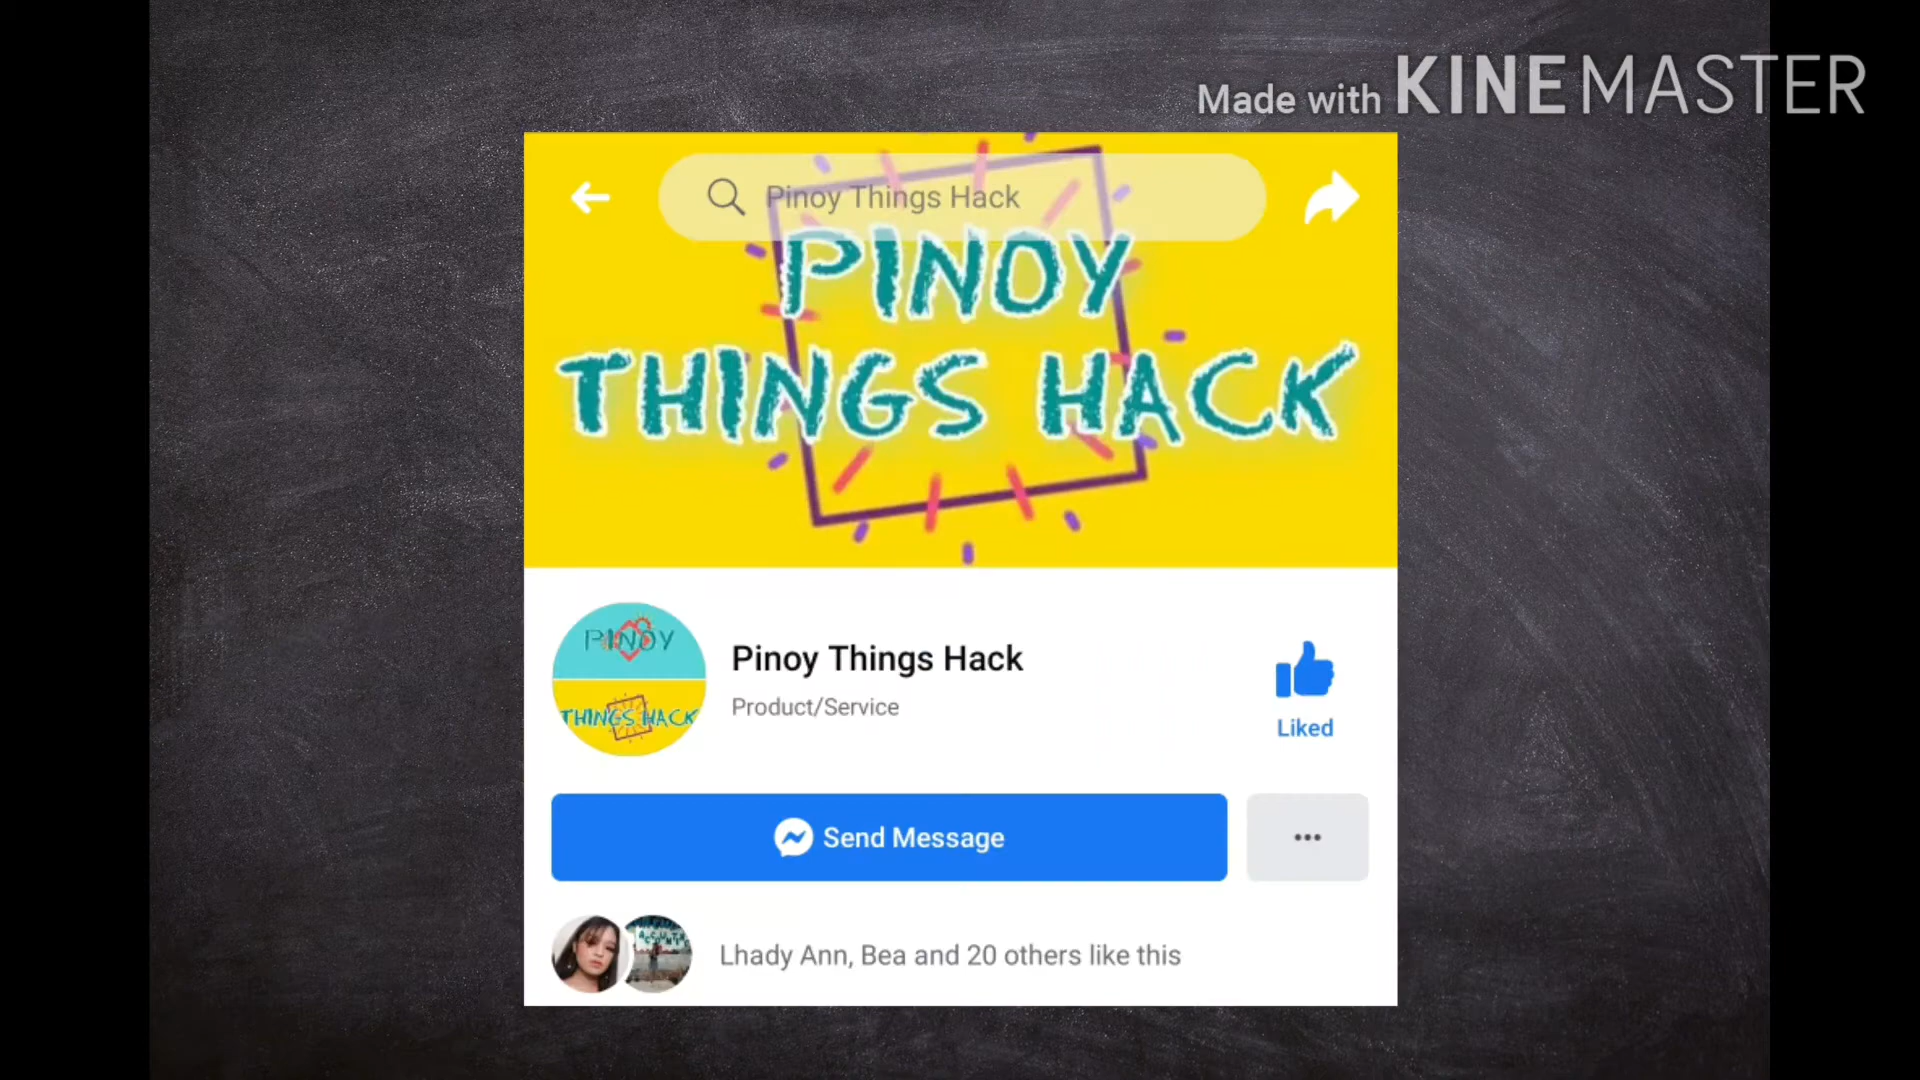 Made with KINEMASTER
Pinoy Things Hack
PINOY
THINGS HACK
PINOY
THINGS HACK
Pinoy Things Hack
Product/Service
Liked
Send Message
Lhady Ann, Bea and 20 others like this